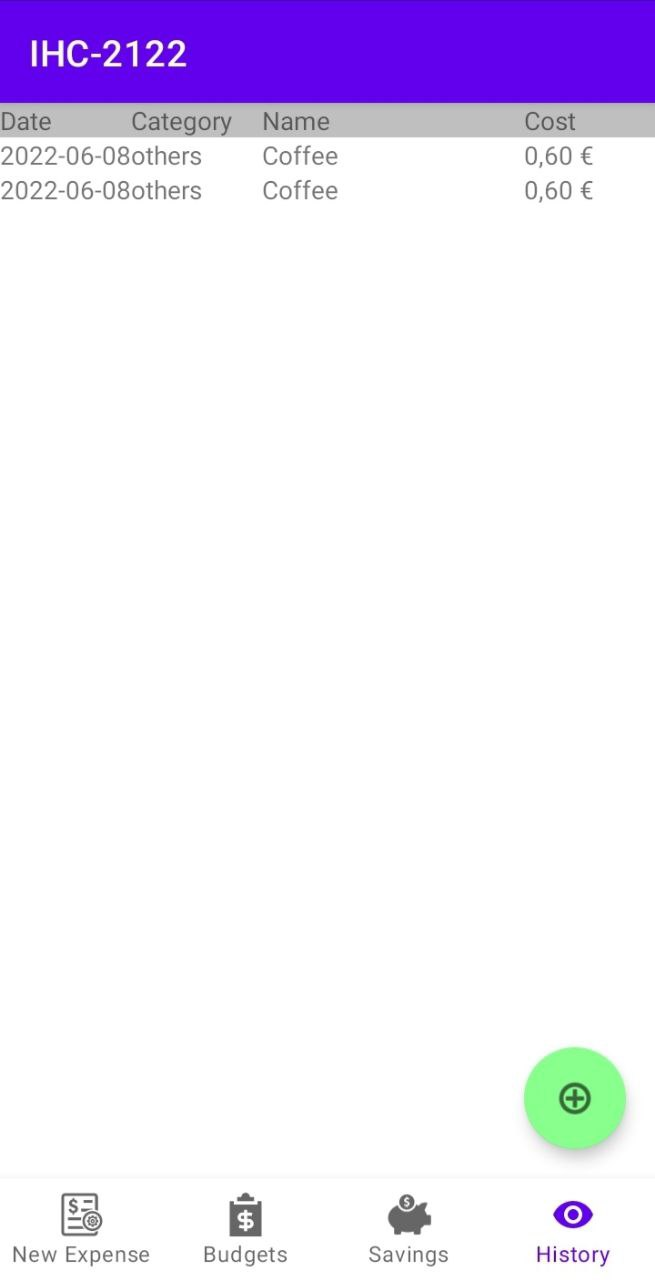 IHC-2122
Date Category Name Cost
2022-06-08others Coffee 0,60 €
2022-06-08others Coffee 0,60 €
New Expense Budgets Savings History